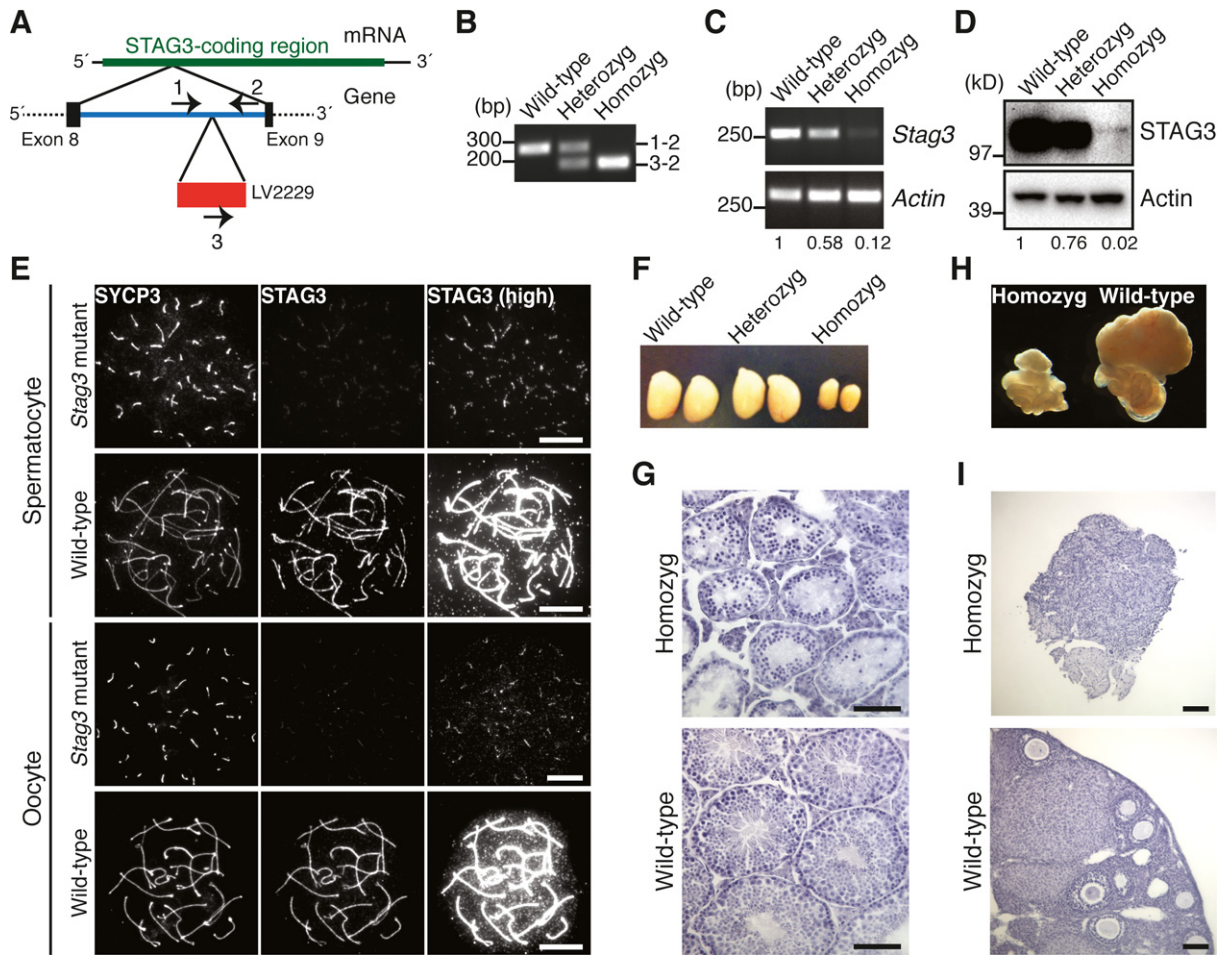 A
STAG3-coding region
mRNA
5´
3´
1
2
Gene
5´
3´
Exon 8
Exon 9
LV2229
3
B
Wild-type
Heterozyg
Homozyg
(bp)
300
200
1-2
3-2
C
Wild-type
Heterozyg
Homozyg
(bp)
250
Stag3
250
Actin
1 0.58 0.12
D
Wild-type
Heterozyg
Homozyg
(kD)
97
STAG3
39
Actin
1 0.76 0.02
E
SYCP3
STAG3
STAG3 (high)
Spermatocyte
Stag3 mutant
Wild-type
Oocyte
Stag3 mutant
Wild-type
F
Wild-type
Heterozyg
Homozyg
G
Homozyg
Wild-type
H
Homozyg
Wild-type
I
Homozyg
Wild-type